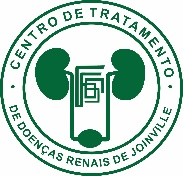 • CENTRO DE TRATAMENTO •
DE DOENÇAS RENAIS DE JOINVILLE